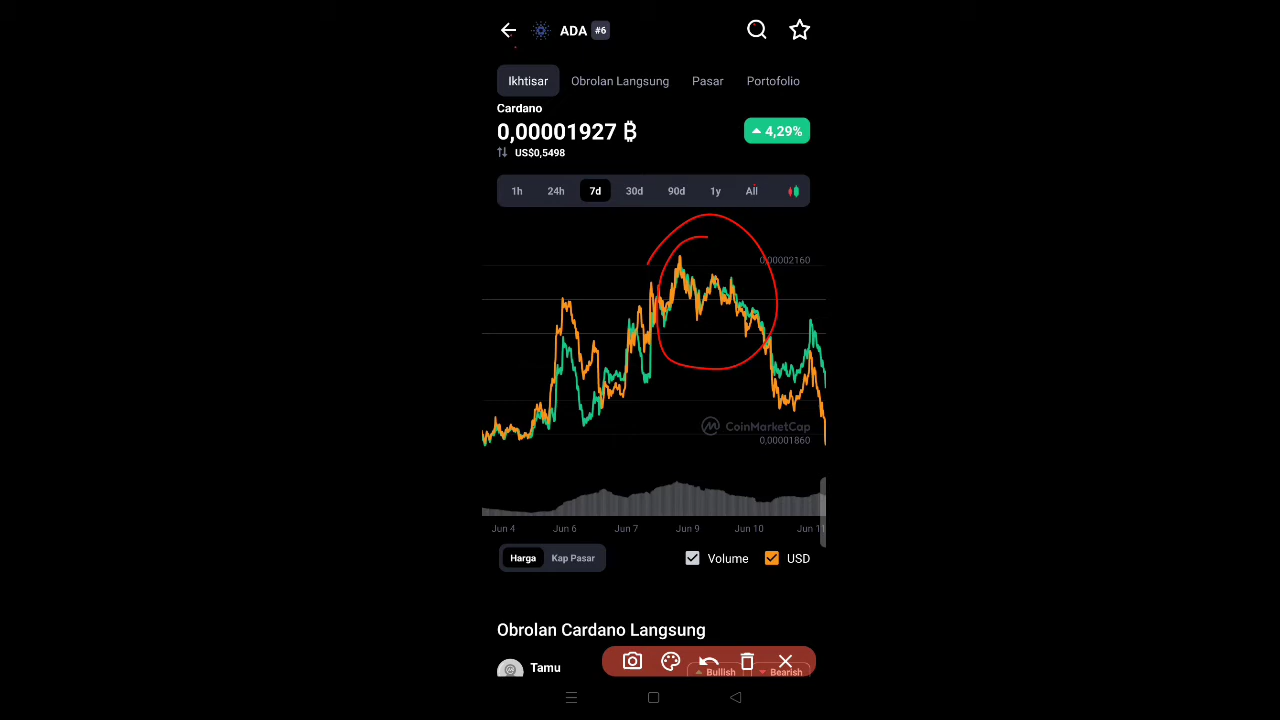 ADA #6
Ikhtisar Obrolan Langsung Pasar Portofolio
Cardano
0,00001927 ₿ 4,29%
US$0,5498
1h 24h 7d 30d 90d 1y All
0,00002160
CoinMarketCap
0,00001860
Jun 4 Jun 6 Jun 7 Jun 9 Jun 10 Jun 11
Harga Kap Pasar Volume USD
Obrolan Cardano Langsung
Tamu
Bullish Bearish